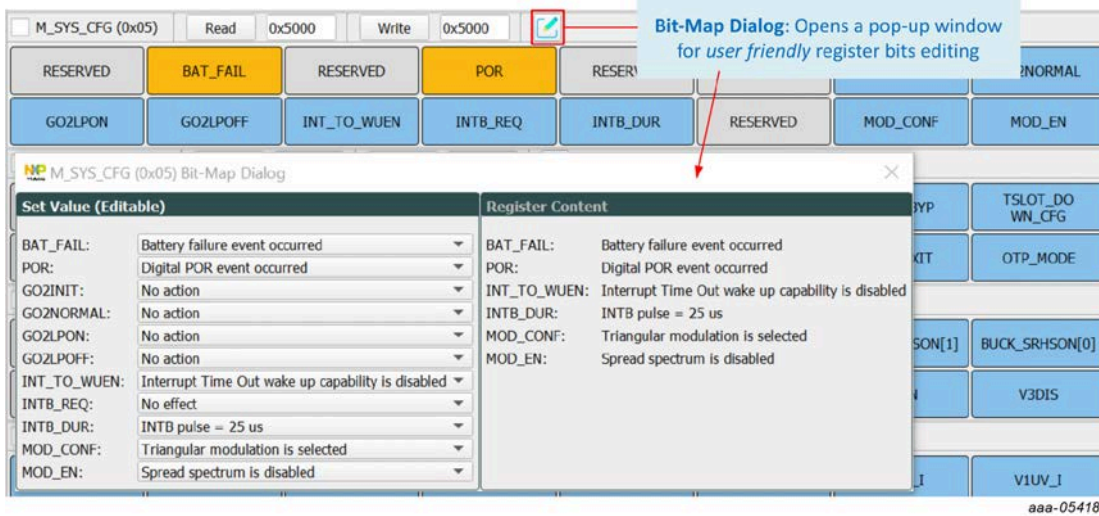 M_SYS_CFG (0x05) Read 0x5000 Write 0x5000
Bit-Map Dialog: Opens a pop-up window
for user friendly register bits editing
RESERVED BAT_FAIL RESERVED POR
GO2LPON GO2LPOFF INT_TO_WUEN INTB_REQ INTB_DUR RESERVED MOD_CONF MOD_EN
NXP M_SYS_CFG (0x05) Bit-Map Dialog
Set Value (Editable)
BAT_FAIL: Battery failure event occurred
POR: Digital POR event occurred
GO2INIT: No action
GO2NORMAL: No action
GO2LPON: No action
GO2LPOFF: No action
INT_TO_WUEN: Interrupt Time Out wake up capability is disabled
INTB_REQ: No effect
INTB_DUR: INTB pulse = 25 us
MOD_CONF: Triangular modulation is selected
MOD_EN: Spread spectrum is disabled
Register Content
BAT_FAIL: Battery failure event occurred
POR: Digital POR event occurred
INT_TO_WUEN: Interrupt Time Out wake up capability is disabled
INTB_DUR: INTB pulse = 25 us
MOD_CONF: Triangular modulation is selected
MOD_EN: Spread spectrum is disabled
TSLOT_DO
WN_CFG
OTP_MODE
SON[1] BUCK_SRHSON[0]
V3DIS
V1UV_I
aaa-05418